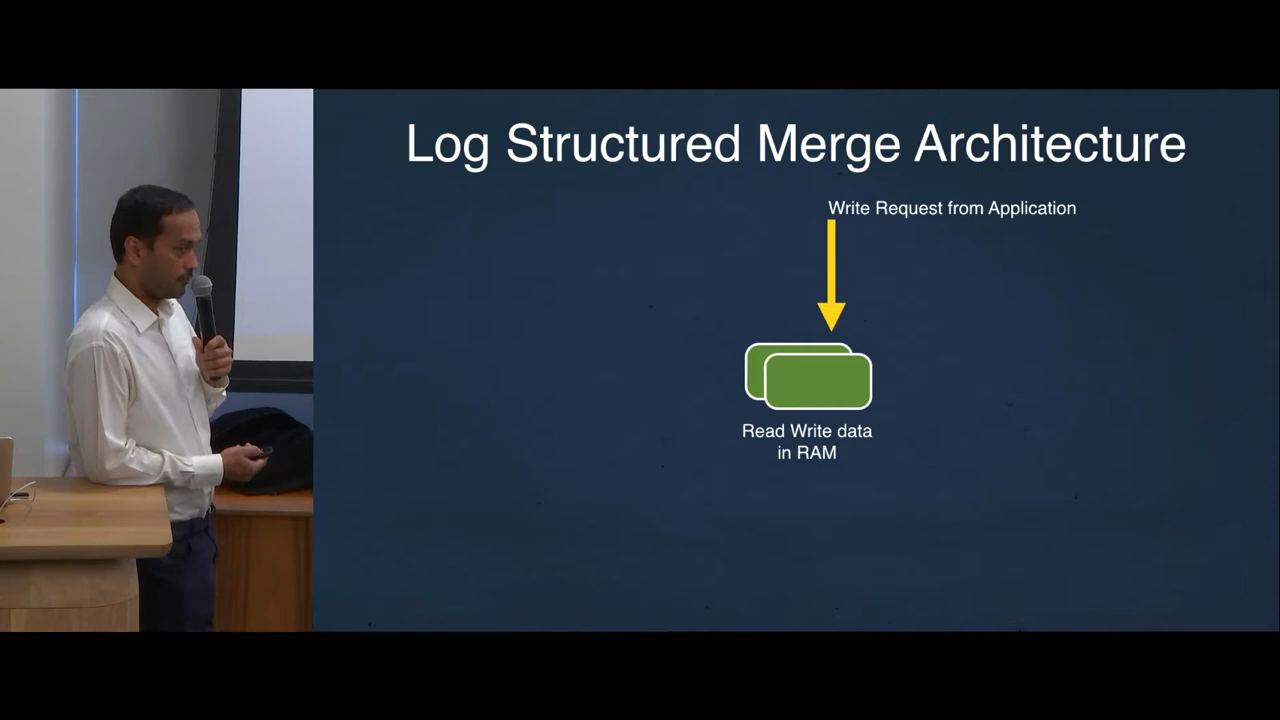 Log Structured Merge Architecture
Write Request from Application
Read Write data
in RAM